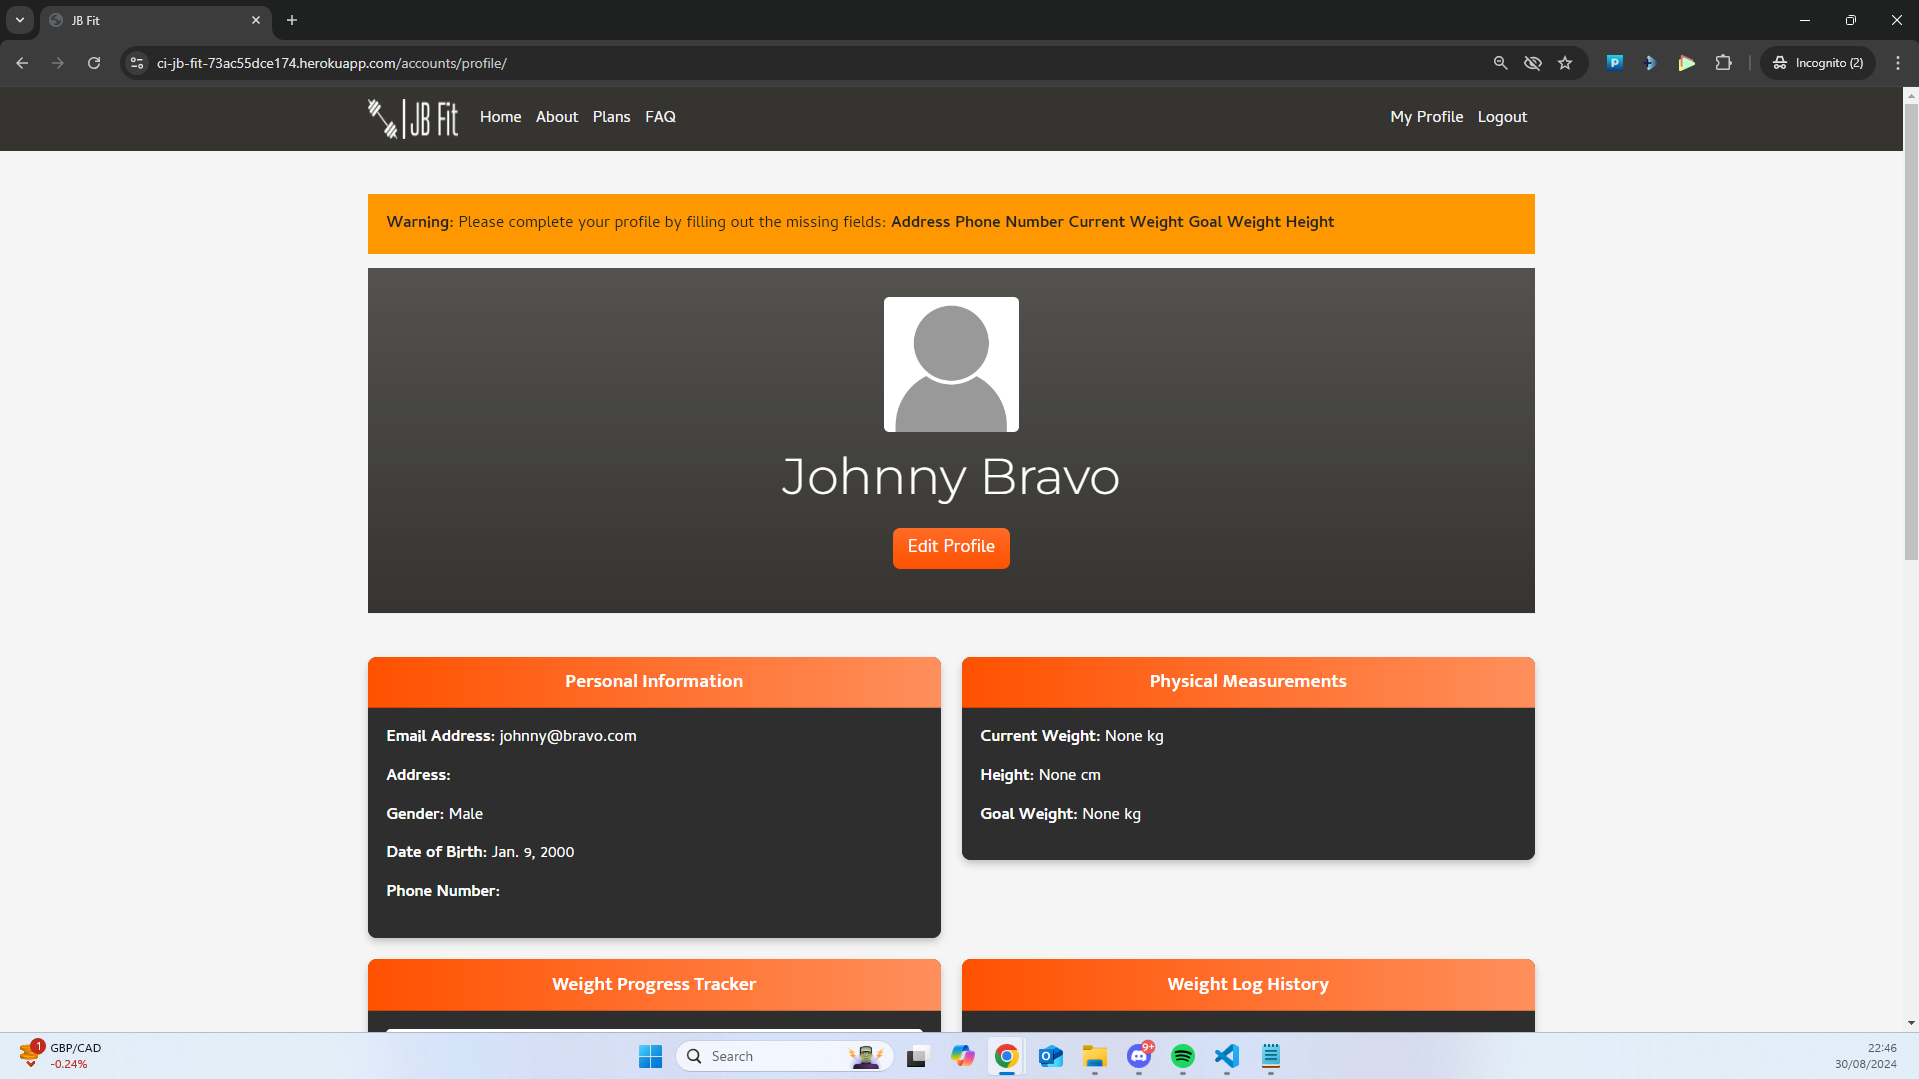 JB Fit
ci-jb-fit-73ac55dce174.herokuapp.com/accounts/profile/
Incognito (2)
JB Fit Home About Plans FAQ My Profile Logout
Warning: Please complete your profile by filling out the missing fields: Address Phone Number Current Weight Goal Weight Height
Johnny Bravo
Edit Profile
Personal Information
Email Address: johnny@bravo.com
Address:
Gender: Male
Date of Birth: Jan. 9, 2000
Phone Number:
Physical Measurements
Current Weight: None kg
Height: None cm
Goal Weight: None kg
Weight Progress Tracker
Weight Log History
1
GBP/CAD
-0.24%
Search
9+
22:46
30/08/2024